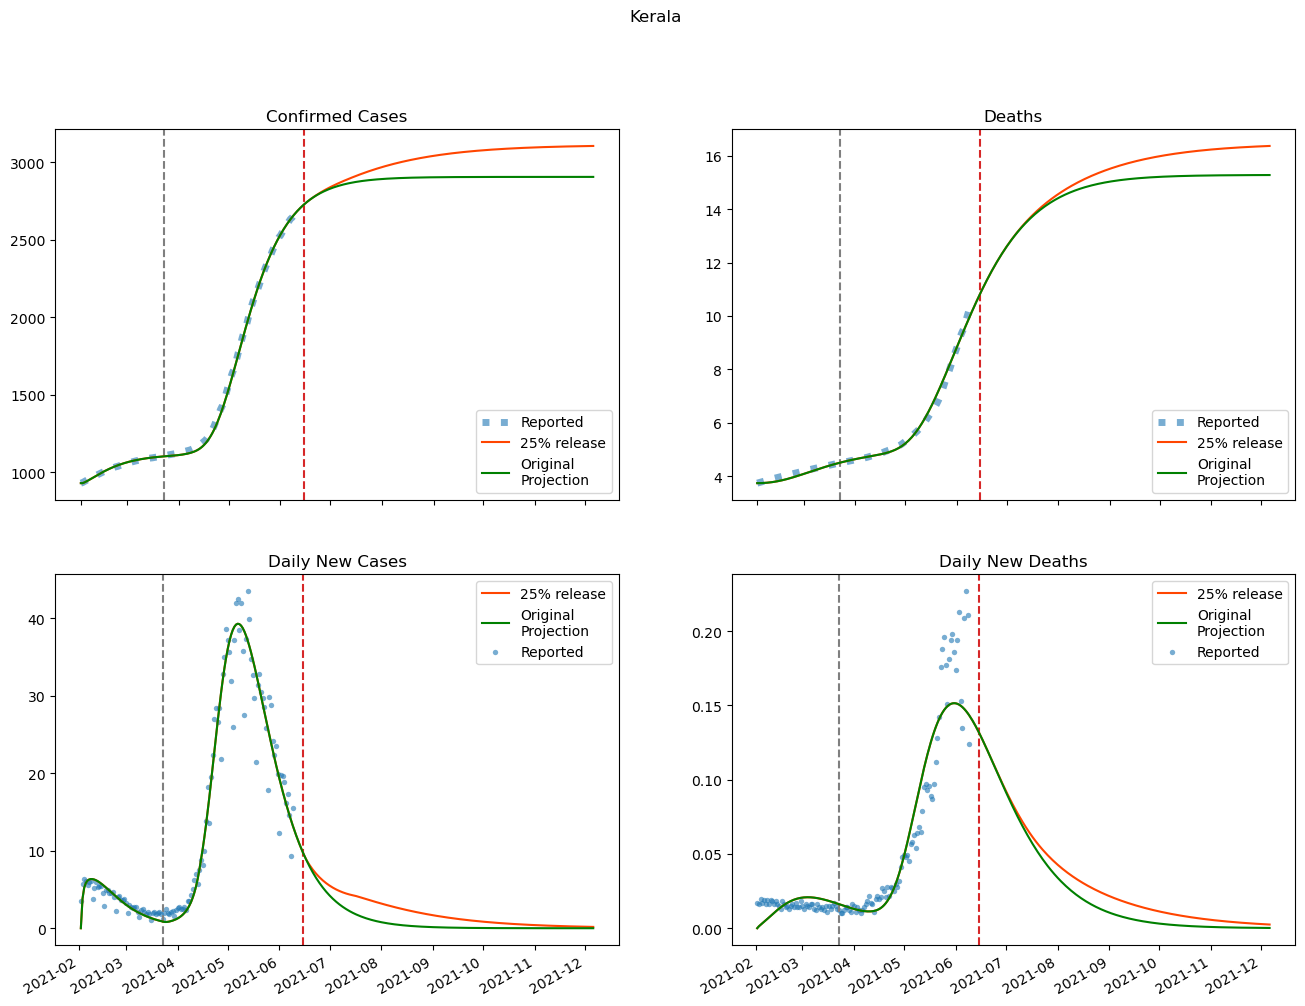 Kerala
Confirmed Cases
3000
2500
2000
1500
1000
Reported
25% release
Original
Projection
Deaths
16
14
12
10
8
6
4
Reported
25% release
Original
Projection
Daily New Cases
40
30
20
10
0
25% release
Original
Projection
Reported
2021-02
2021-03
2021-04
2021-05
2021-06
2021-07
2021-08
2021-09
2021-10
2021-11
2021-12
Daily New Deaths
0.20
0.15
0.10
0.05
0.00
25% release
Original
Projection
Reported
2021-02
2021-03
2021-04
2021-05
2021-06
2021-07
2021-08
2021-09
2021-10
2021-11
2021-12